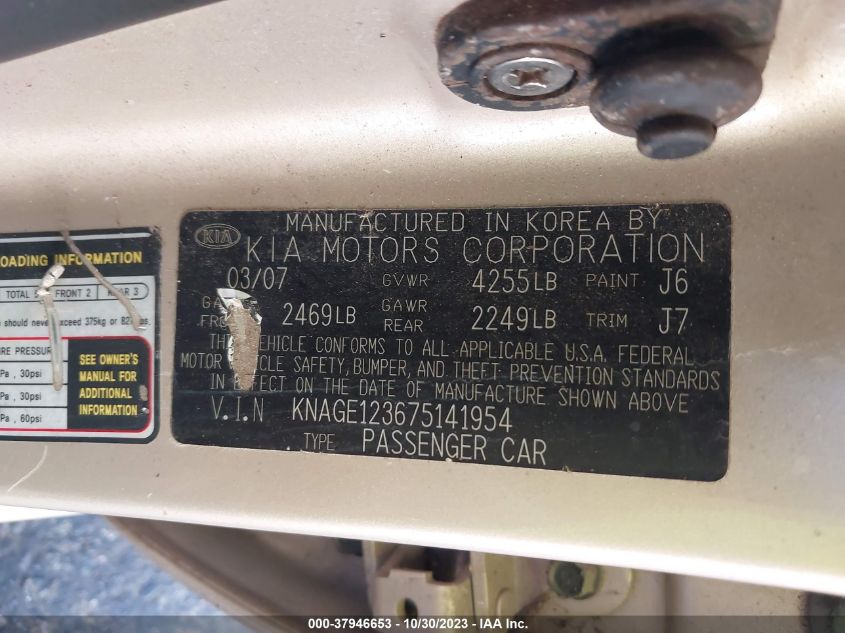 OADING INFORMATION
TOTAL FRONT 2 3
should never exceed 375kg or
PRESSURE
Pa , 30psi
Pa , 30psi
Pa , 60psi
SEE OWNER'S
MANUAL FOR
ADDITIONAL
INFORMATION
KIA
MANUFACTURED IN KOREA BY
KIA MOTORS CORPORATION
03/07 GVWR 4255LB PAINT J6
2469LB GAWR REAR 2249LB TRIM J7
VEHICLE CONFORMS TO ALL APPLICABLE U.S.A. FEDERAL
MOTOR SAFETY, BUMPER, AND THEFT PREVENTION STANDARDS
IN EFFECT ON THE DATE OF MANUFACTURE SHOWN ABOVE
V.I.N KNAGE123675141954
TYPE PASSENGER CAR
000-37946653 - 10/30/2023 - IAA Inc.